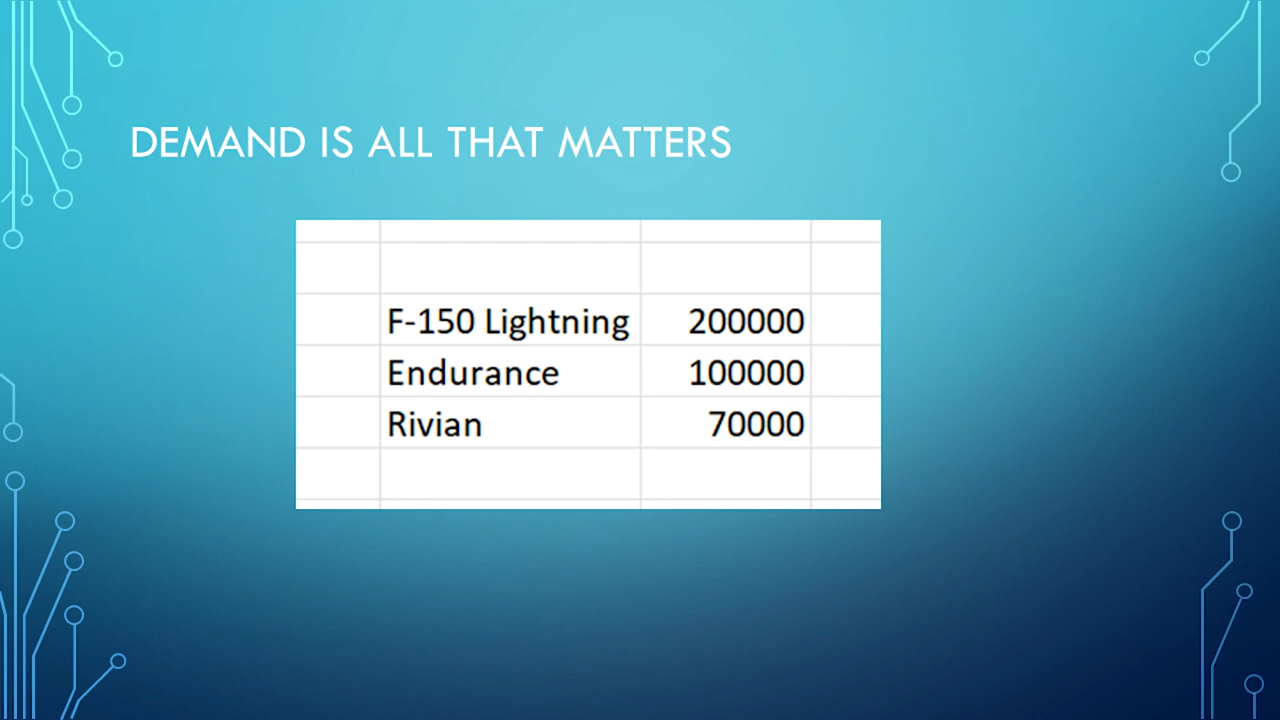 DEMAND IS ALL THAT MATTERS
F-150 Lightning 200000
Endurance 100000
Rivian 70000